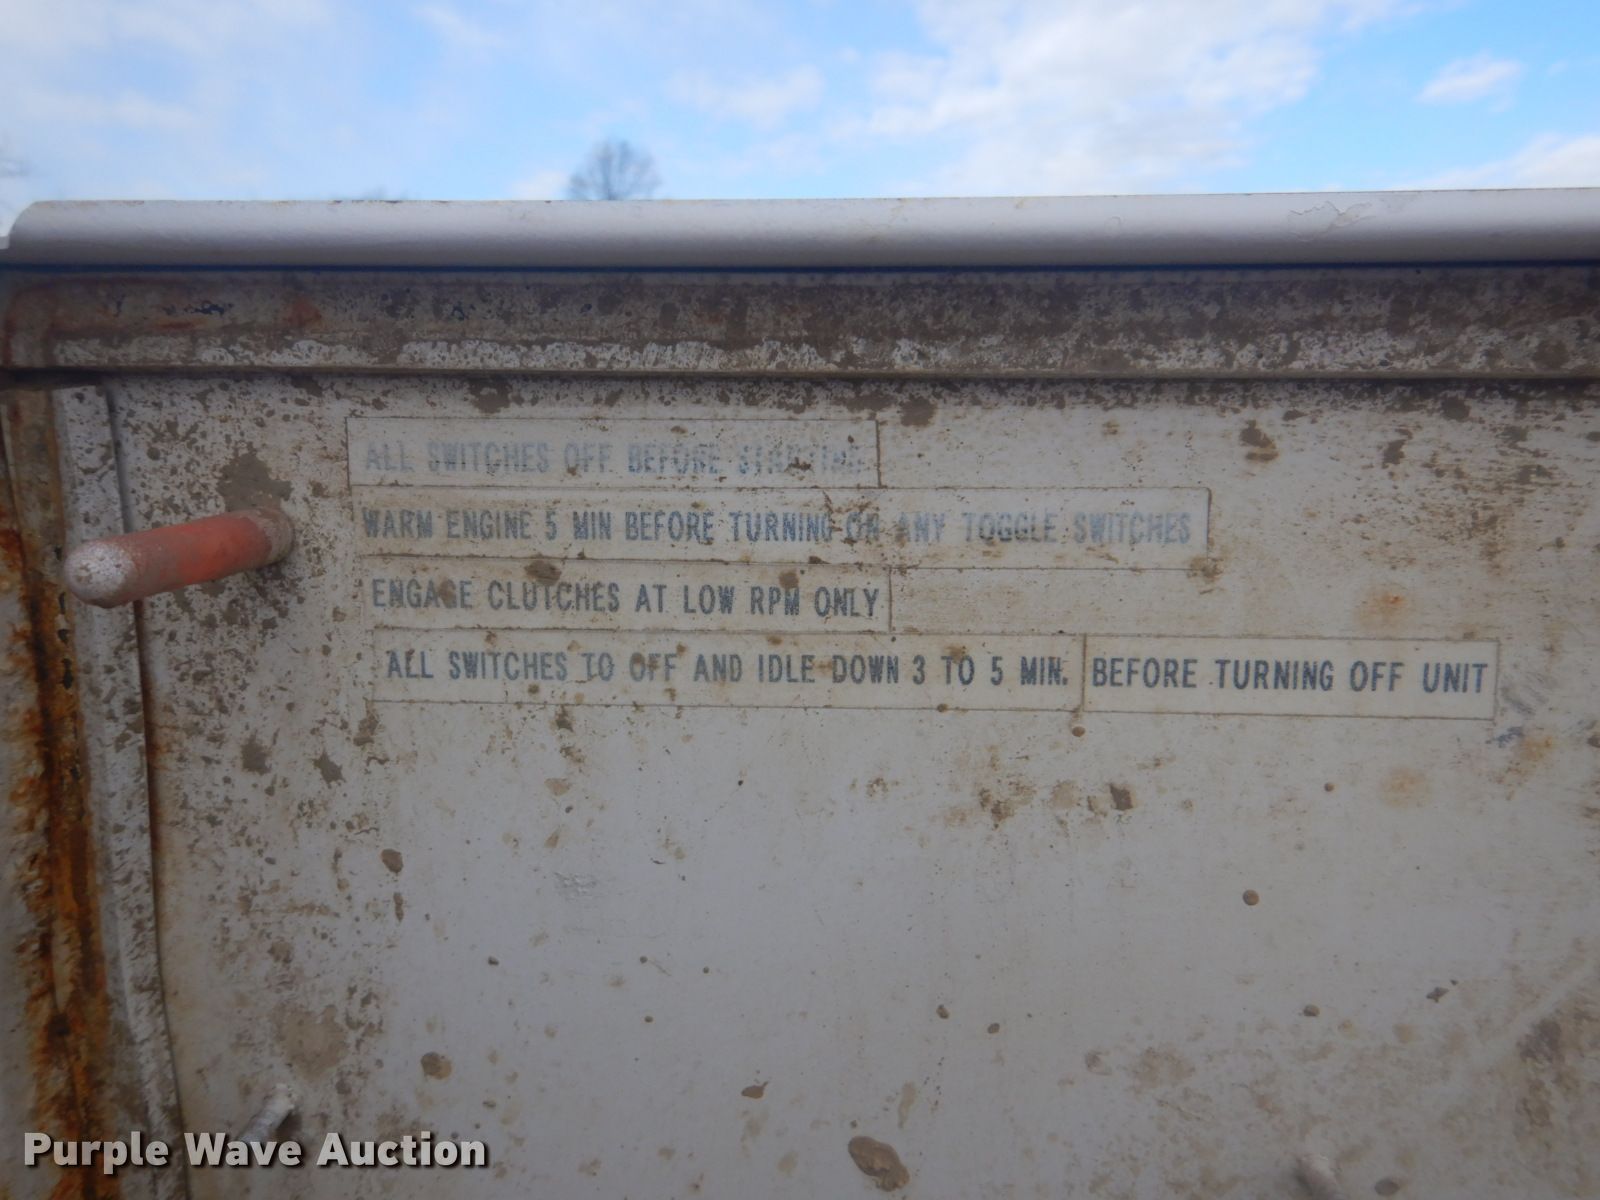 ALL SWITCHES OFF BEFORE STARTING
WARM ENGINE 5 MIN BEFORE TURNING ON ANY TOGGLE SWITCHES
ENGAGE CLUTCHES AT LOW RPM ONLY
ALL SWITCHES TO OFF AND IDLE DOWN 3 TO 5 MIN. BEFORE TURNING OFF UNIT
Purple Wave Auction